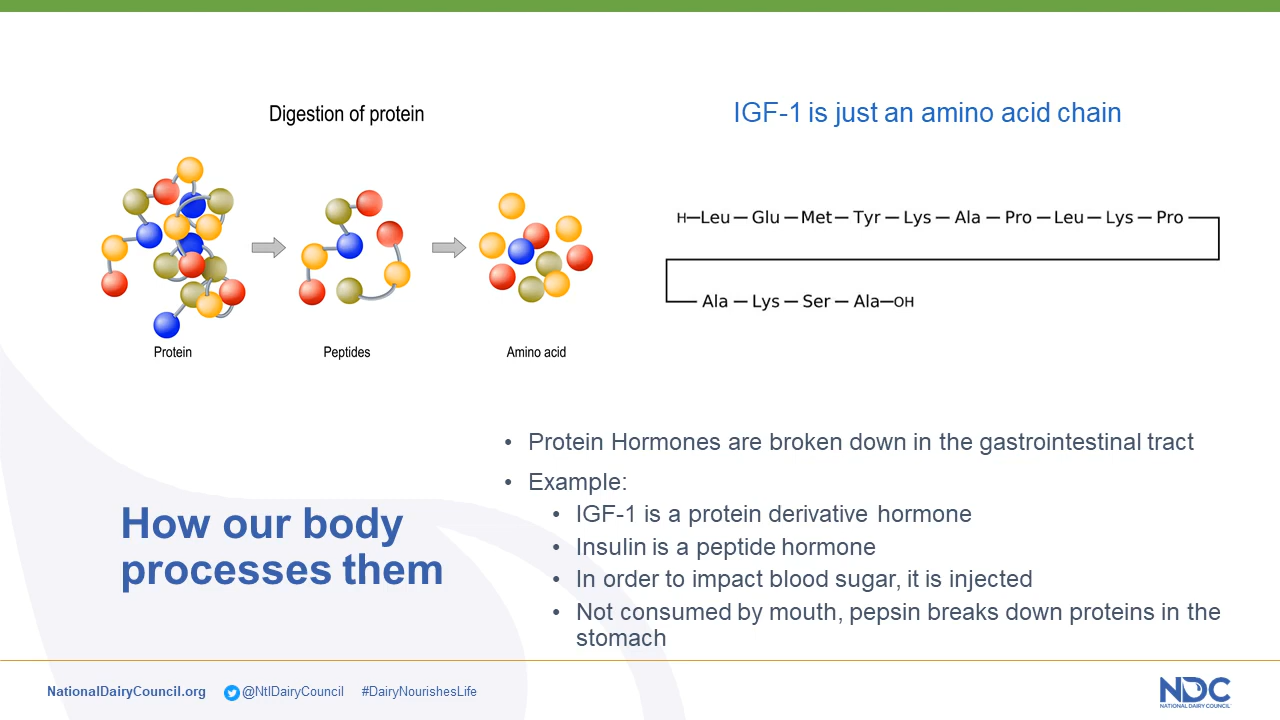 Digestion of protein
Protein
Peptides
Amino acid
IGF-1 is just an amino acid chain
H—Leu — Glu — Met — Tyr — Lys — Ala — Pro — Leu — Lys — Pro
Ala — Lys — Ser — Ala—OH
How our body
processes them
• Protein Hormones are broken down in the gastrointestinal tract
• Example:
• IGF-1 is a protein derivative hormone
• Insulin is a peptide hormone
• In order to impact blood sugar, it is injected
• Not consumed by mouth, pepsin breaks down proteins in the
stomach
NationalDairyCouncil.org @NtlDairyCouncil #DairyNourishesLife
NDC
NATIONAL DAIRY COUNCIL